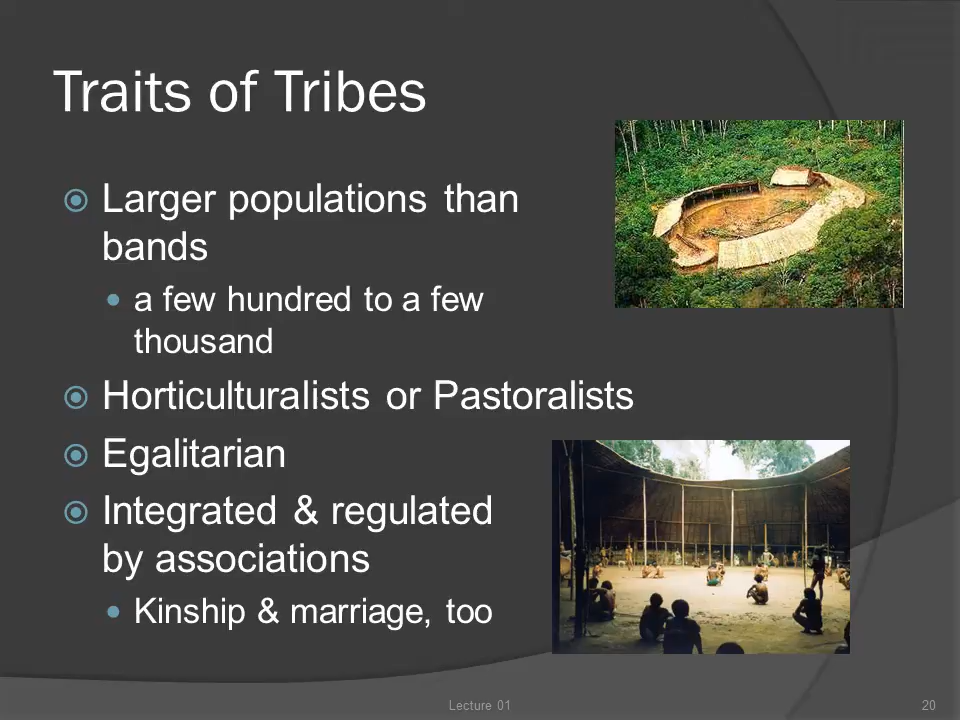 Traits of Tribes
Larger populations than
bands
a few hundred to a few
thousand
Horticulturalists or Pastoralists
Egalitarian
Integrated & regulated
by associations
Kinship & marriage, too
Lecture 01
20